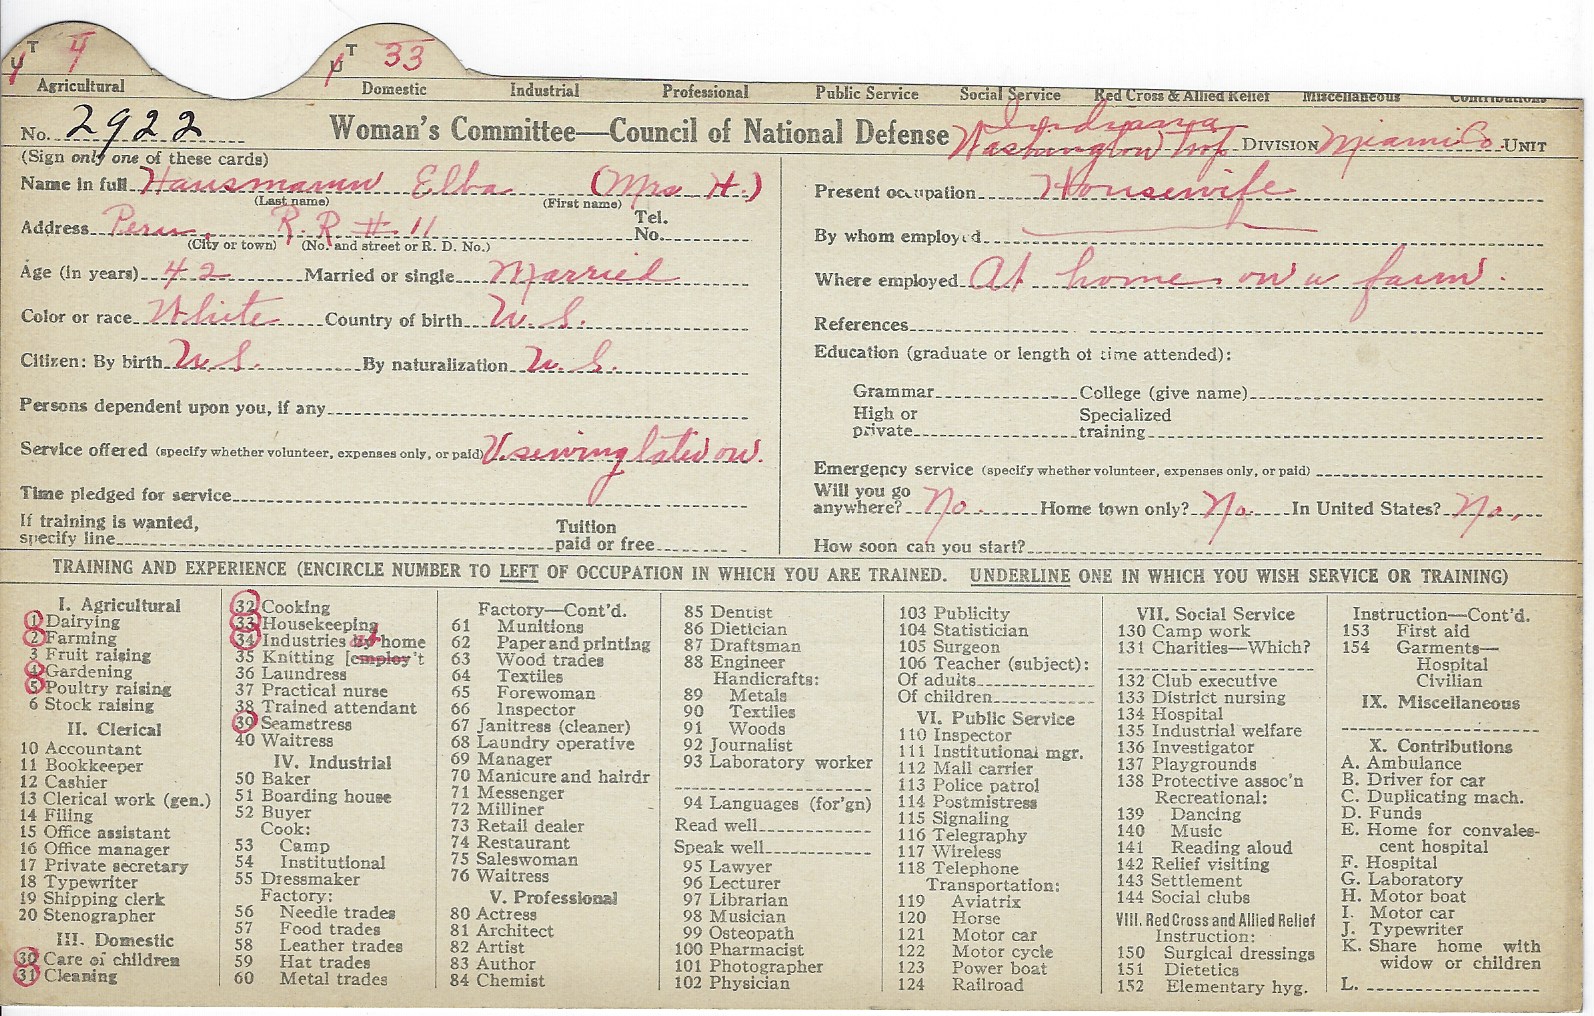 T 4 T 33
U U
Agricultural Domestic Industrial Professional Public Service Social Service Red Cross & Allied Relief Miscellaneous Contributions
No. 2922 Woman's Committee—Council of National Defense Indiana
Washington Twp. DIVISION Miami Co. UNIT
(Sign only one of these cards)
Name in full Hausmann Elba (Mrs H.)
(Last name) (First name)
Address Peru, R. R # 11 Tel. No.
(City or town) (No. and street or R. D. No.)
Age (in years) 42 Married or single Married
Color or race White Country of birth U. S.
Citizen: By birth U. S. By naturalization U. S.
Persons dependent upon you, if any
Service offered (specify whether volunteer, expenses only, or paid) V. sewing later on.
Time pledged for service
If training is wanted,
specify line Tuition paid or free
Present occupation Housewife
By whom employed
Where employed At home on a farm.
References
Education (graduate or length of time attended):
Grammar College (give name)
High or private Specialized training
Emergency service (specify whether volunteer, expenses only, or paid)
Will you go anywhere? No. Home town only? No. In United States? No.
How soon can you start?
TRAINING AND EXPERIENCE (ENCIRCLE NUMBER TO LEFT OF OCCUPATION IN WHICH YOU ARE TRAINED. UNDERLINE ONE IN WHICH YOU WISH SERVICE OR TRAINING)
I. Agricultural
1 Dairying
2 Farming
3 Fruit raising
4 Gardening
5 Poultry raising
6 Stock raising
II. Clerical
10 Accountant
11 Bookkeeper
12 Cashier
13 Clerical work (gen.)
14 Filing
15 Office assistant
16 Office manager
17 Private secretary
18 Typewriter
19 Shipping clerk
20 Stenographer
III. Domestic
30 Care of children
31 Cleaning
32 Cooking
33 Housekeeping
34 Industries by home
35 Knitting [employ't
36 Laundress
37 Practical nurse
38 Trained attendant
39 Seamstress
40 Waitress
IV. Industrial
50 Baker
51 Boarding house
52 Buyer
Cook:
53 Camp
54 Institutional
55 Dressmaker
Factory:
56 Needle trades
57 Food trades
58 Leather trades
59 Hat trades
60 Metal trades
Factory—Cont'd.
61 Munitions
62 Paper and printing
63 Wood trades
64 Textiles
65 Forewoman
66 Inspector
67 Janitress (cleaner)
68 Laundry operative
69 Manager
70 Manicure and hairdr
71 Messenger
72 Milliner
73 Retail dealer
74 Restaurant
75 Saleswoman
76 Waitress
V. Professional
80 Actress
81 Architect
82 Artist
83 Author
84 Chemist
85 Dentist
86 Dietician
87 Draftsman
88 Engineer
Handicrafts:
89 Metals
90 Textiles
91 Woods
92 Journalist
93 Laboratory worker
94 Languages (for'gn)
Read well
Speak well
95 Lawyer
96 Lecturer
97 Librarian
98 Musician
99 Osteopath
100 Pharmacist
101 Photographer
102 Physician
103 Publicity
104 Statistician
105 Surgeon
106 Teacher (subject):
Of adults
Of children
VI. Public Service
110 Inspector
111 Institutional mgr.
112 Mail carrier
113 Police patrol
114 Postmistress
115 Signaling
116 Telegraphy
117 Wireless
118 Telephone
Transportation:
119 Aviatrix
120 Horse
121 Motor car
122 Motor cycle
123 Power boat
124 Railroad
VII. Social Service
130 Camp work
131 Charities—Which?
132 Club executive
133 District nursing
134 Hospital
135 Industrial welfare
136 Investigator
137 Playgrounds
138 Protective assoc'n
Recreational:
139 Dancing
140 Music
141 Reading aloud
142 Relief visiting
143 Settlement
144 Social clubs
VIII. Red Cross and Allied Relief
Instruction:
150 Surgical dressings
151 Dietetics
152 Elementary hyg.
Instruction—Cont'd.
153 First aid
154 Garments—
Hospital
Civilian
IX. Miscellaneous
X. Contributions
A. Ambulance
B. Driver for car
C. Duplicating mach.
D. Funds
E. Home for convales-
cent hospital
F. Hospital
G. Laboratory
H. Motor boat
I. Motor car
J. Typewriter
K. Share home with
widow or children
L.